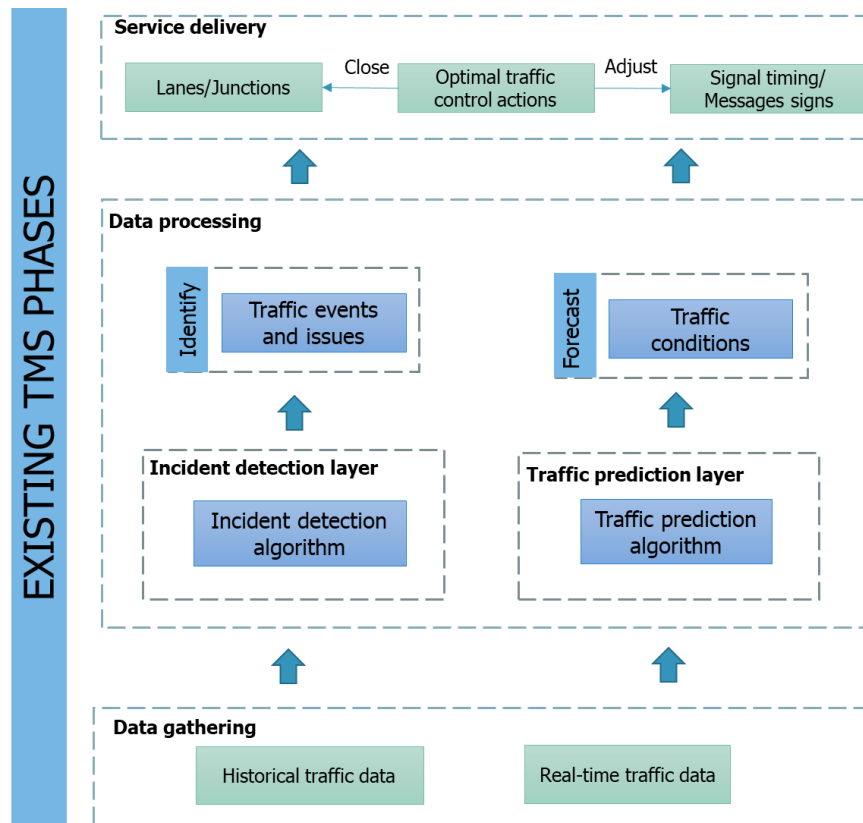 EXISTING TMS PHASES
Service delivery
Lanes/Junctions
Close
Optimal traffic
control actions
Adjust
Signal timing/
Messages signs
Data processing
Identify
Traffic events
and issues
Forecast
Traffic
conditions
Incident detection layer
Incident detection
algorithm
Traffic prediction layer
Traffic prediction
algorithm
Data gathering
Historical traffic data
Real-time traffic data